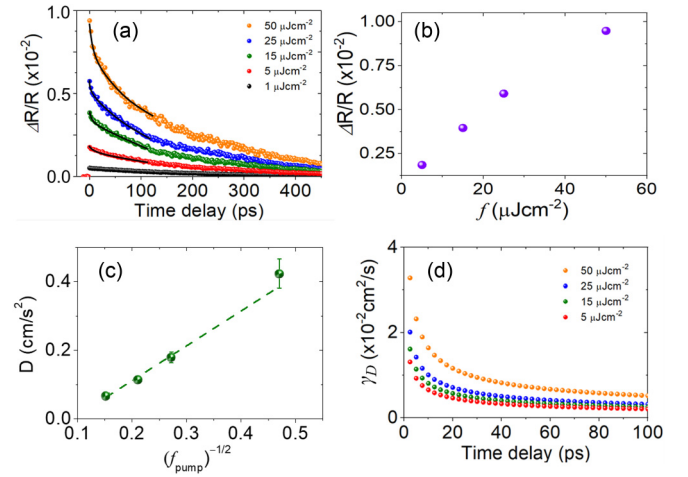 (a)
50 μJcm⁻²
25 μJcm⁻²
15 μJcm⁻²
5 μJcm⁻²
1 μJcm⁻²
ΔR/R (x10⁻²)
1.0
0.5
0.0
0 100 200 300 400
Time delay (ps)
(b)
ΔR/R (x10⁻²)
1.00
0.75
0.50
0.25
0 20 40 60
f (μJcm⁻²)
(c)
D (cm/s²)
0.4
0.2
0.0
0.1 0.2 0.3 0.4 0.5
(f_pump)⁻¹/²
(d)
50 μJcm⁻²
25 μJcm⁻²
15 μJcm⁻²
5 μJcm⁻²
γ_D (x10⁻²cm²/s)
4
2
0
0 20 40 60 80 100
Time delay (ps)